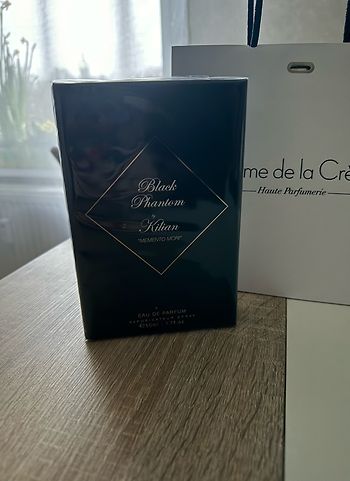 Black
Phantom
by
Kilian
"MEMENTO MORI"
EAU DE PARFUM
me de la Crè
Haute Parfumerie